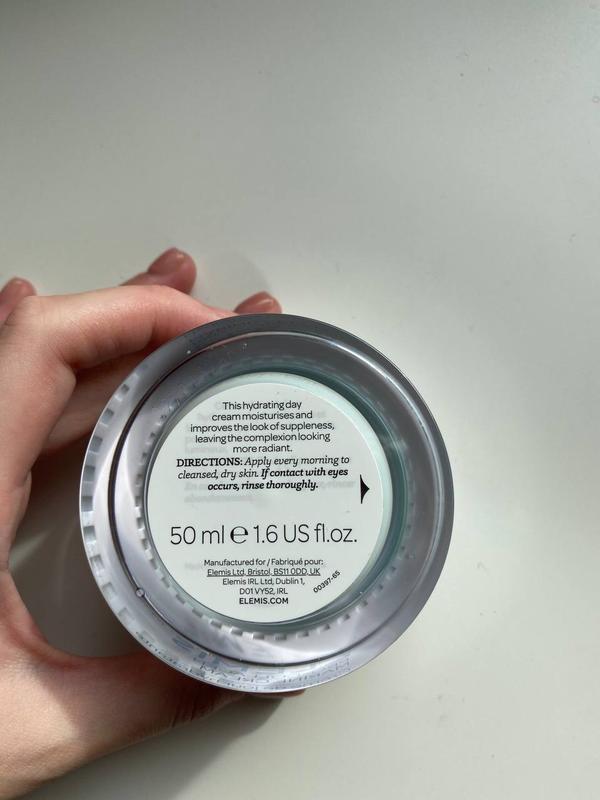 This hydrating day
cream moisturises and
improves the look of suppleness,
leaving the complexion looking
more radiant.
DIRECTIONS: Apply every morning to
cleansed, dry skin. If contact with eyes
occurs, rinse thoroughly.
50 ml ℮ 1.6 US fl.oz.
Manufactured for / Fabriqué pour:
Elemis Ltd, Bristol, BS11 0DD, UK
Elemis IRL Ltd, Dublin 1,
D01 VY52, IRL
ELEMIS.COM
00397-65